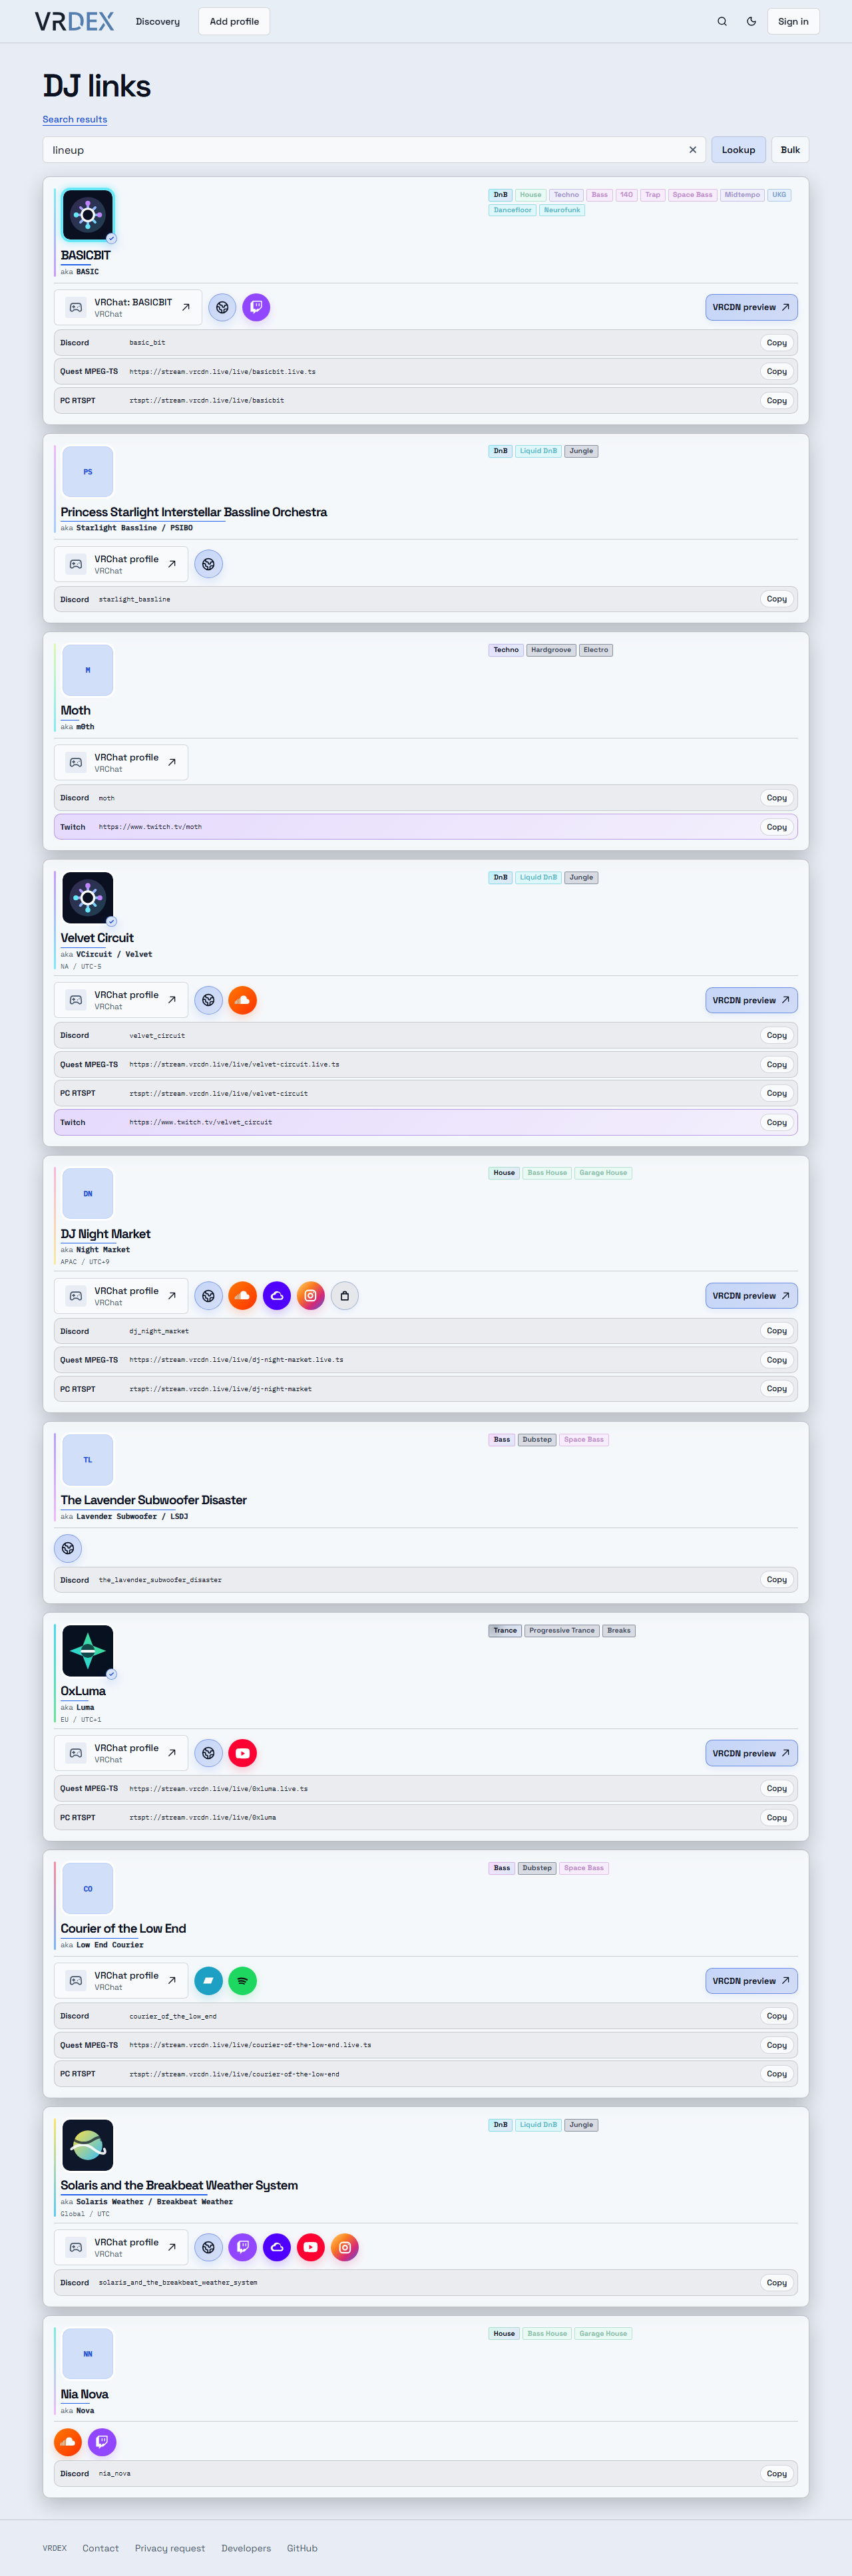 VRDEX Discovery Add profile Sign in
DJ links
Search results
lineup Lookup Bulk
DnB House Techno Bass 140 Trap Space Bass Midtempo UKG
Dancefloor Neurofunk
BASICBIT
aka BASIC
VRChat: BASICBIT
VRChat
VRCDN preview
Discord basic_bit Copy
Quest MPEG-TS https://stream.vrcdn.live/live/basicbit.live.ts Copy
PC RTSPT rtspt://stream.vrcdn.live/live/basicbit Copy
PS
DnB Liquid DnB Jungle
Princess Starlight Interstellar Bassline Orchestra
aka Starlight Bassline / PSIBO
VRChat profile
VRChat
Discord starlight_bassline Copy
M
Techno Hardgroove Electro
Moth
aka m0th
VRChat profile
VRChat
Discord moth Copy
Twitch https://www.twitch.tv/moth Copy
DnB Liquid DnB Jungle
Velvet Circuit
aka VCircuit / Velvet
NA / UTC-5
VRChat profile
VRChat
VRCDN preview
Discord velvet_circuit Copy
Quest MPEG-TS https://stream.vrcdn.live/live/velvet-circuit.live.ts Copy
PC RTSPT rtspt://stream.vrcdn.live/live/velvet-circuit Copy
Twitch https://www.twitch.tv/velvet_circuit Copy
DN
House Bass House Garage House
DJ Night Market
aka Night Market
APAC / UTC+9
VRChat profile
VRChat
VRCDN preview
Discord dj_night_market Copy
Quest MPEG-TS https://stream.vrcdn.live/live/dj-night-market.live.ts Copy
PC RTSPT rtspt://stream.vrcdn.live/live/dj-night-market Copy
TL
Bass Dubstep Space Bass
The Lavender Subwoofer Disaster
aka Lavender Subwoofer / LSDJ
Discord the_lavender_subwoofer_disaster Copy
Trance Progressive Trance Breaks
0xLuma
aka Luma
EU / UTC+1
VRChat profile
VRChat
VRCDN preview
Quest MPEG-TS https://stream.vrcdn.live/live/0xluma.live.ts Copy
PC RTSPT rtspt://stream.vrcdn.live/live/0xluma Copy
CO
Bass Dubstep Space Bass
Courier of the Low End
aka Low End Courier
VRChat profile
VRChat
VRCDN preview
Discord courier_of_the_low_end Copy
Quest MPEG-TS https://stream.vrcdn.live/live/courier-of-the-low-end.live.ts Copy
PC RTSPT rtspt://stream.vrcdn.live/live/courier-of-the-low-end Copy
DnB Liquid DnB Jungle
Solaris and the Breakbeat Weather System
aka Solaris Weather / Breakbeat Weather
Global / UTC
VRChat profile
VRChat
Discord solaris_and_the_breakbeat_weather_system Copy
NN
House Bass House Garage House
Nia Nova
aka Nova
Discord nia_nova Copy
VRDEX Contact Privacy request Developers GitHub